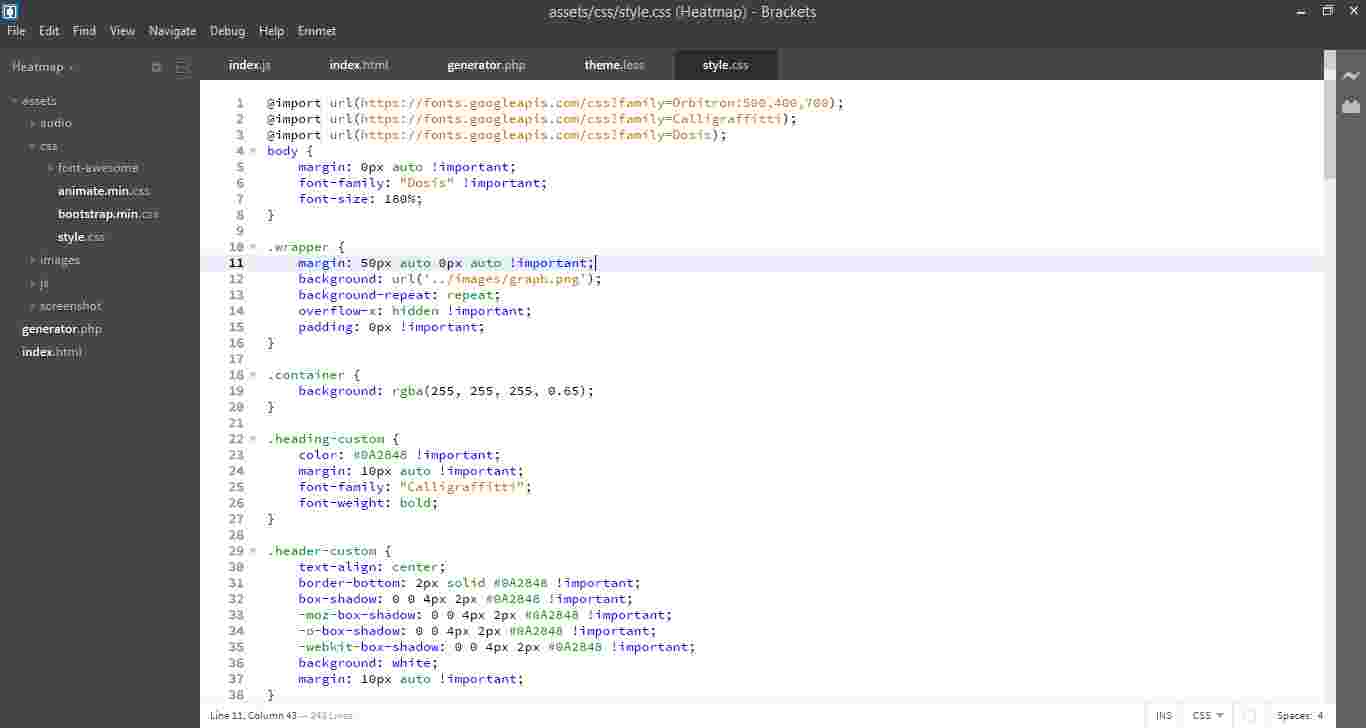 assets/css/style.css (Heatmap) - Brackets
File Edit Find View Navigate Debug Help Emmet
Heatmap
index.js index.html generator.php theme.less style.css
assets
audio
css
font-awesome
animate.min.css
bootstrap.min.css
style.css
images
js
screenshot
generator.php
index.html
1 @import url(https://fonts.googleapis.com/css?family=Orbitron:500,400,700);
2 @import url(https://fonts.googleapis.com/css?family=Calligraffitti);
3 @import url(https://fonts.googleapis.com/css?family=Dosis);
4 body {
5 margin: 0px auto !important;
6 font-family: "Dosis" !important;
7 font-size: 160%;
8 }
9
10 .wrapper {
11 margin: 50px auto 0px auto !important;
12 background: url('../images/graph.png');
13 background-repeat: repeat;
14 overflow-x: hidden !important;
15 padding: 0px !important;
16 }
17
18 .container {
19 background: rgba(255, 255, 255, 0.65);
20 }
21
22 .heading-custom {
23 color: #0A2848 !important;
24 margin: 10px auto !important;
25 font-family: "Calligraffitti";
26 font-weight: bold;
27 }
28
29 .header-custom {
30 text-align: center;
31 border-bottom: 2px solid #0A2848 !important;
32 box-shadow: 0 0 4px 2px #0A2848 !important;
33 -moz-box-shadow: 0 0 4px 2px #0A2848 !important;
34 -o-box-shadow: 0 0 4px 2px #0A2848 !important;
35 -webkit-box-shadow: 0 0 4px 2px #0A2848 !important;
36 background: white;
37 margin: 10px auto !important;
38 }
Line 11, Column 43 — 243 Lines
INS CSS Spaces: 4